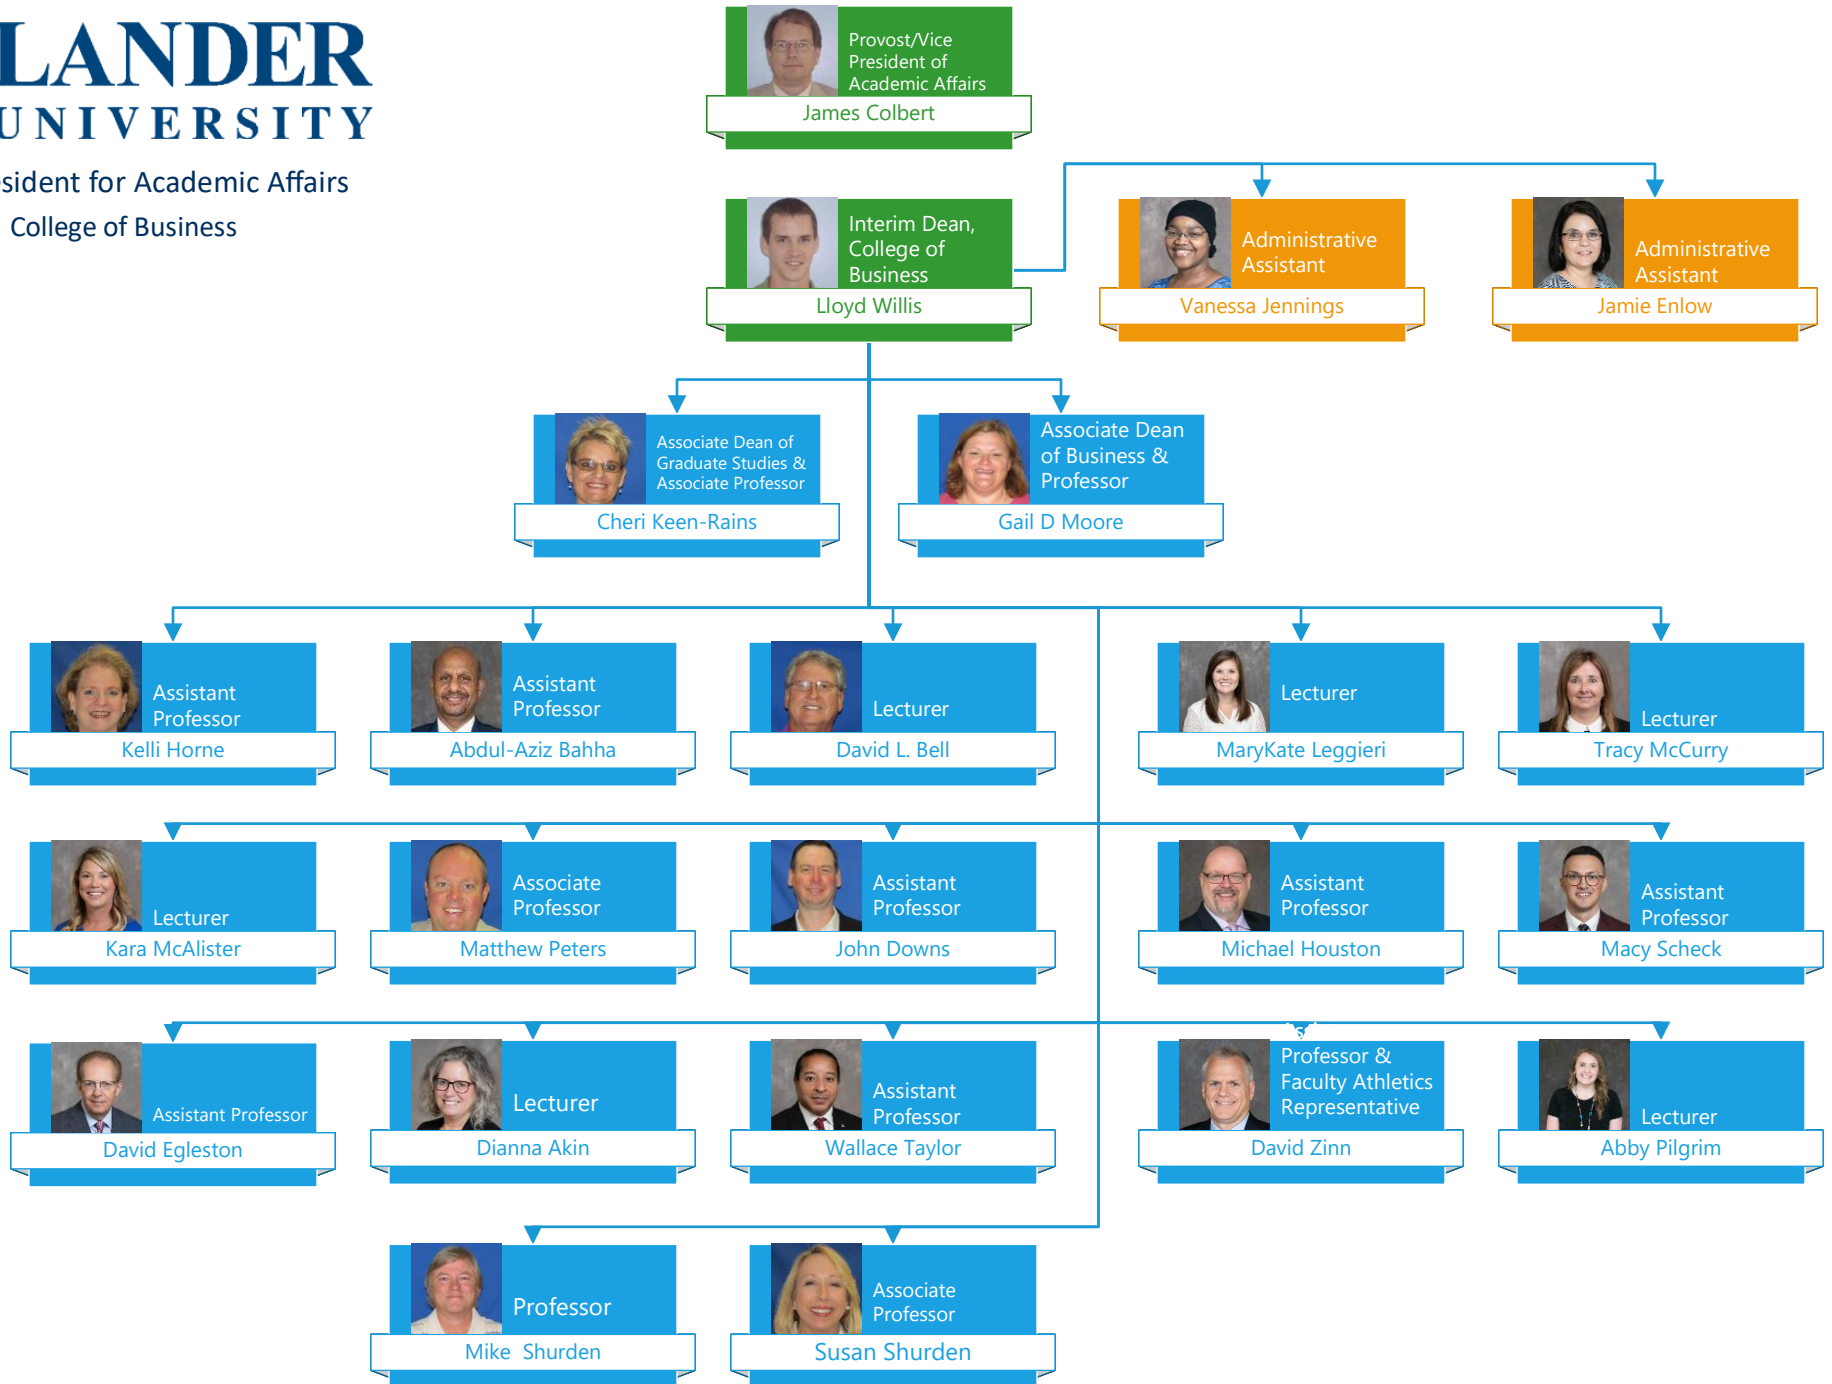 LANDER
UNIVERSITY
esident for Academic Affairs
College of Business
Provost/Vice
President of
Academic Affairs
James Colbert
Interim Dean,
College of
Business
Lloyd Willis
Administrative
Assistant
Vanessa Jennings
Administrative
Assistant
Jamie Enlow
Associate Dean of
Graduate Studies &
Associate Professor
Cheri Keen-Rains
Associate Dean
of Business &
Professor
Gail D Moore
Assistant
Professor
Kelli Horne
Assistant
Professor
Abdul-Aziz Bahha
Lecturer
David L. Bell
Lecturer
MaryKate Leggieri
Lecturer
Tracy McCurry
Lecturer
Kara McAlister
Associate
Professor
Matthew Peters
Assistant
Professor
John Downs
Assistant
Professor
Michael Houston
Assistant
Professor
Macy Scheck
Assistant Professor
David Egleston
Lecturer
Dianna Akin
Assistant
Professor
Wallace Taylor
Professor &
Faculty Athletics
Representative
David Zinn
Lecturer
Abby Pilgrim
Professor
Mike  Shurden
Associate
Professor
Susan Shurden